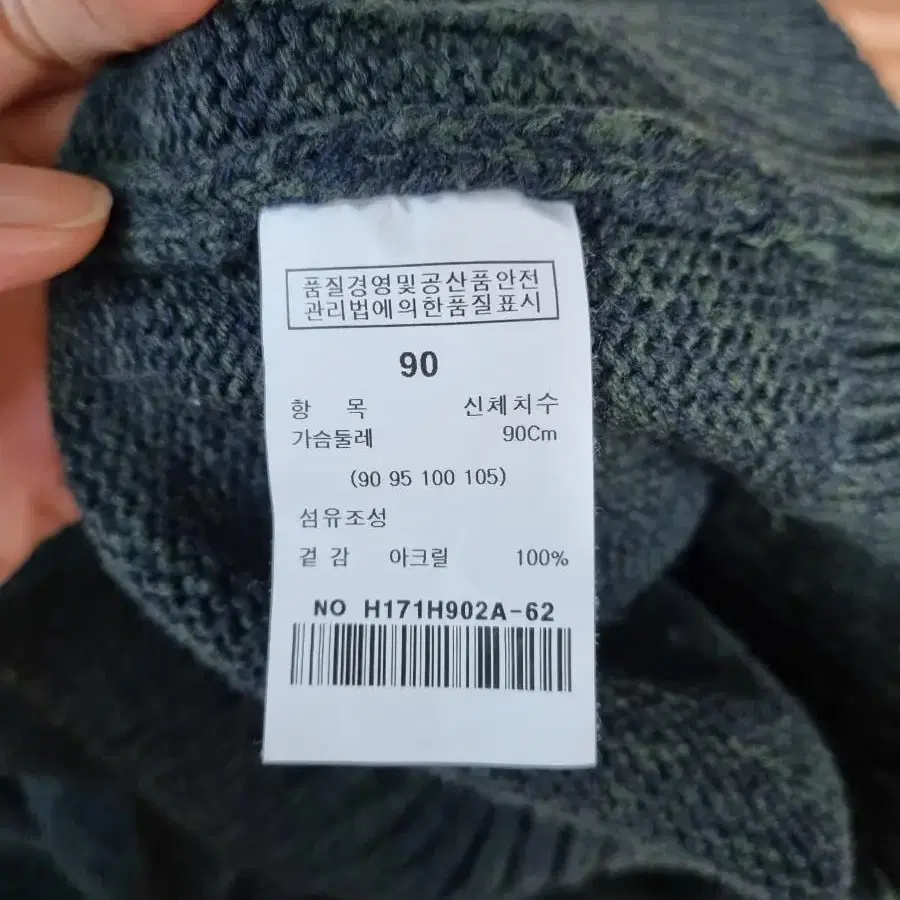 품질경영및공산품안전
관리법에의한품질표시
90
항 목 신체치수
가슴둘레 90Cm
(90 95 100 105)
섬유조성
겉 감 아크릴 100%
NO H171H902A-62